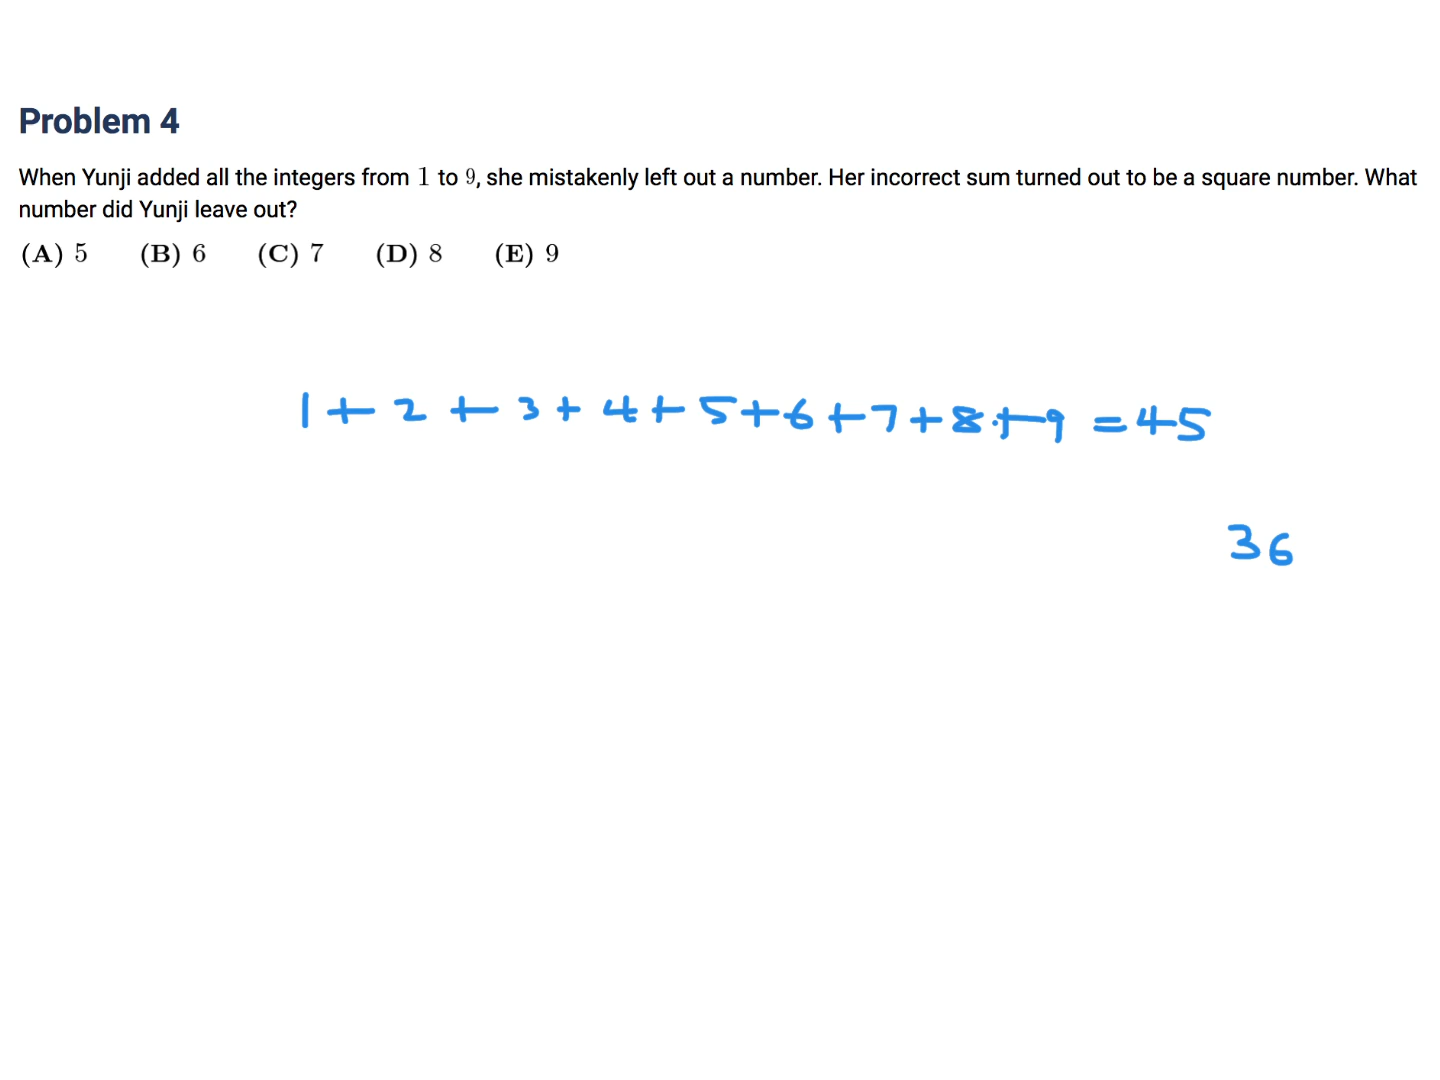 Problem 4
When Yunji added all the integers from 1 to 9, she mistakenly left out a number. Her incorrect sum turned out to be a square number. What
number did Yunji leave out?
(A) 5 (B) 6 (C) 7 (D) 8 (E) 9
1 + 2 + 3 + 4 + 5 + 6 + 7 + 8 + 9 = 45
36